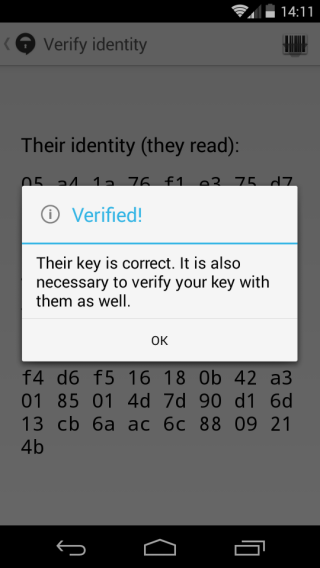 14:11
Verify identity
Their identity (they read):
05 a4 1a 76 f1 e3 75 d7
Verified!
Their key is correct. It is also
necessary to verify your key with
them as well.
OK
f4 d6 f5 16 18 0b 42 a3
01 85 01 4d 7d 90 d1 6d
13 cb 6a ac 6c 88 09 21
4b